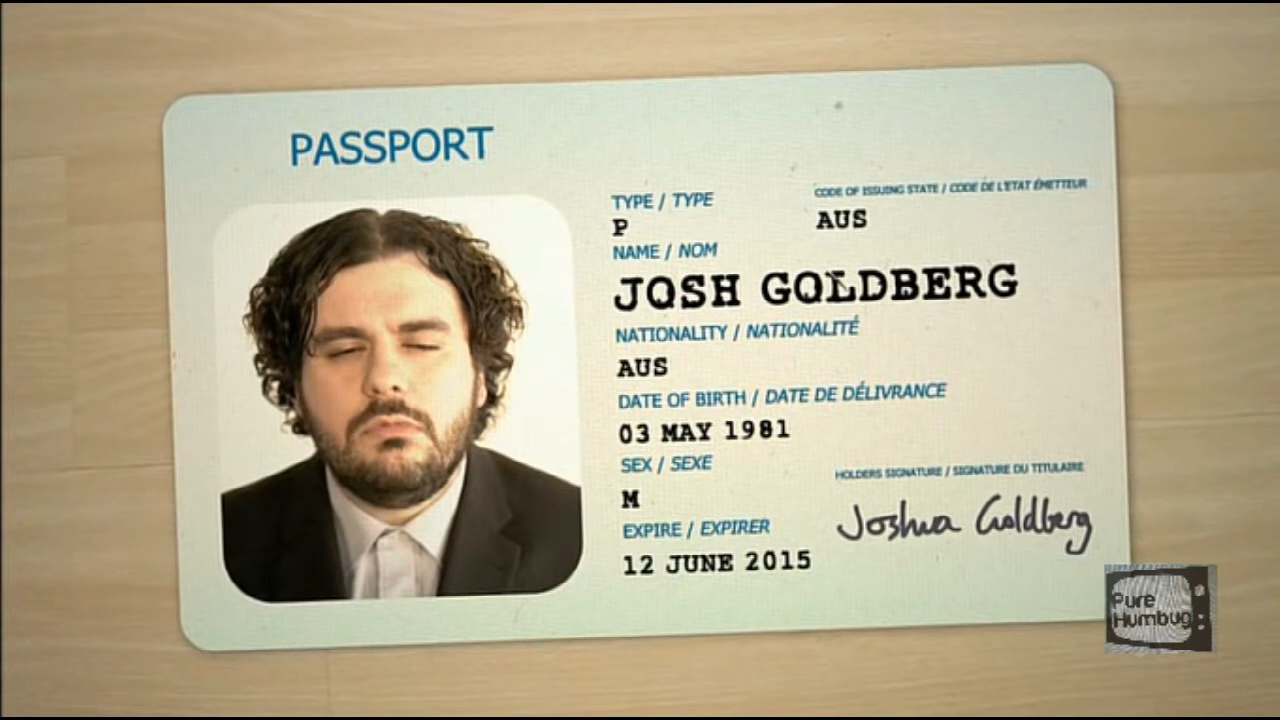 PASSPORT
TYPE / TYPE
P
CODE OF ISSUING STATE / CODE DE L'ETAT ÉMETTEUR
AUS
NAME / NOM
JOSH GOLDBERG
NATIONALITY / NATIONALITÉ
AUS
DATE OF BIRTH / DATE DE DÉLIVRANCE
03 MAY 1981
SEX / SEXE
M
EXPIRE / EXPIRER
12 JUNE 2015
HOLDERS SIGNATURE / SIGNATURE DU TITULAIRE
Joshua Goldberg
Pure
Humbug